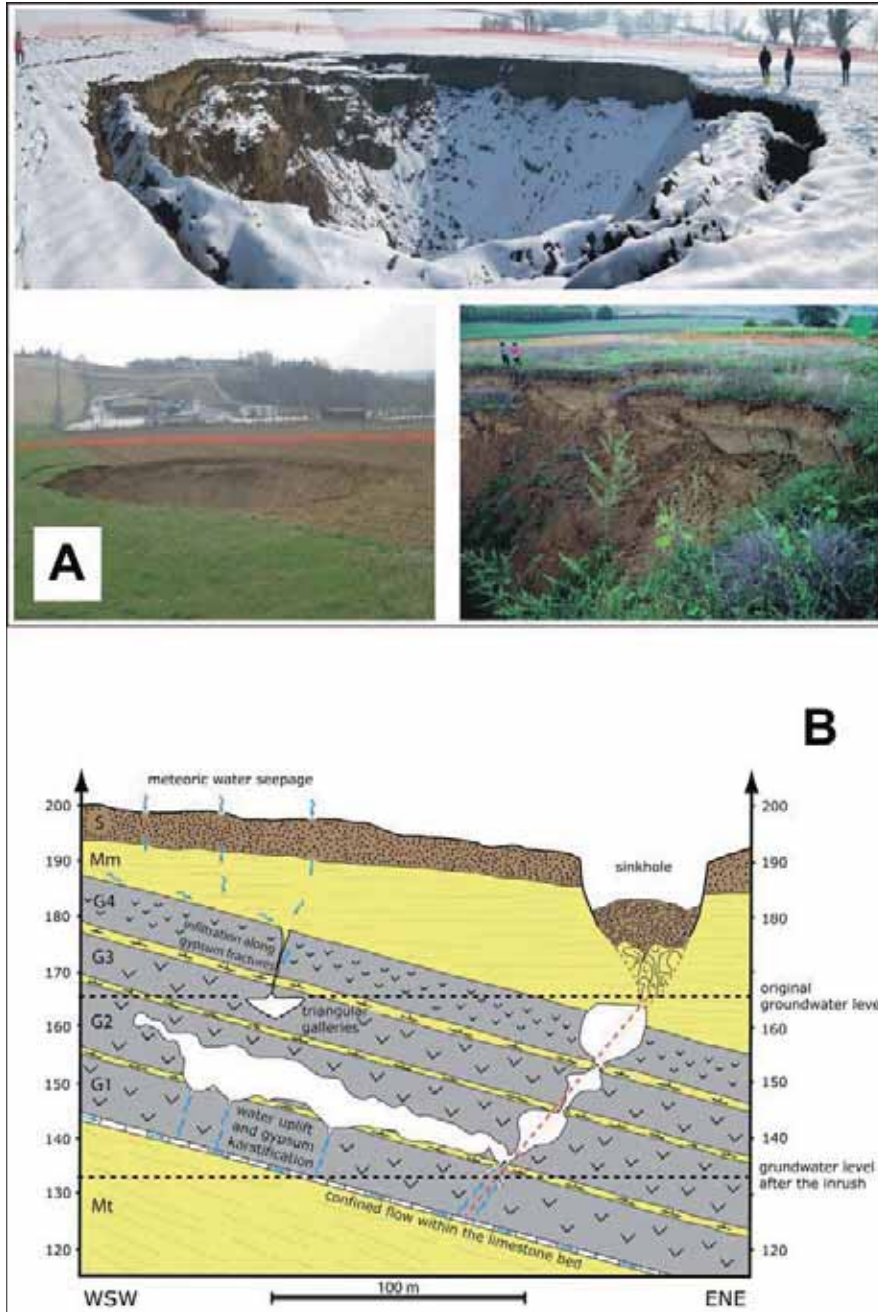 A
B
meteoric water seepage
200
200
S
190
Mm
sinkhole
190
G4
180
180
infiltration along
gypsum fractures
G3
170
original
groundwater level
triangular
galleries
160
160
G2
150
150
G1
140
water uplift
and gypsum
karstification
140
grundwater level
after the inrush
130
130
Mt
confined flow within the limestone bed
120
120
WSW
100 m
ENE